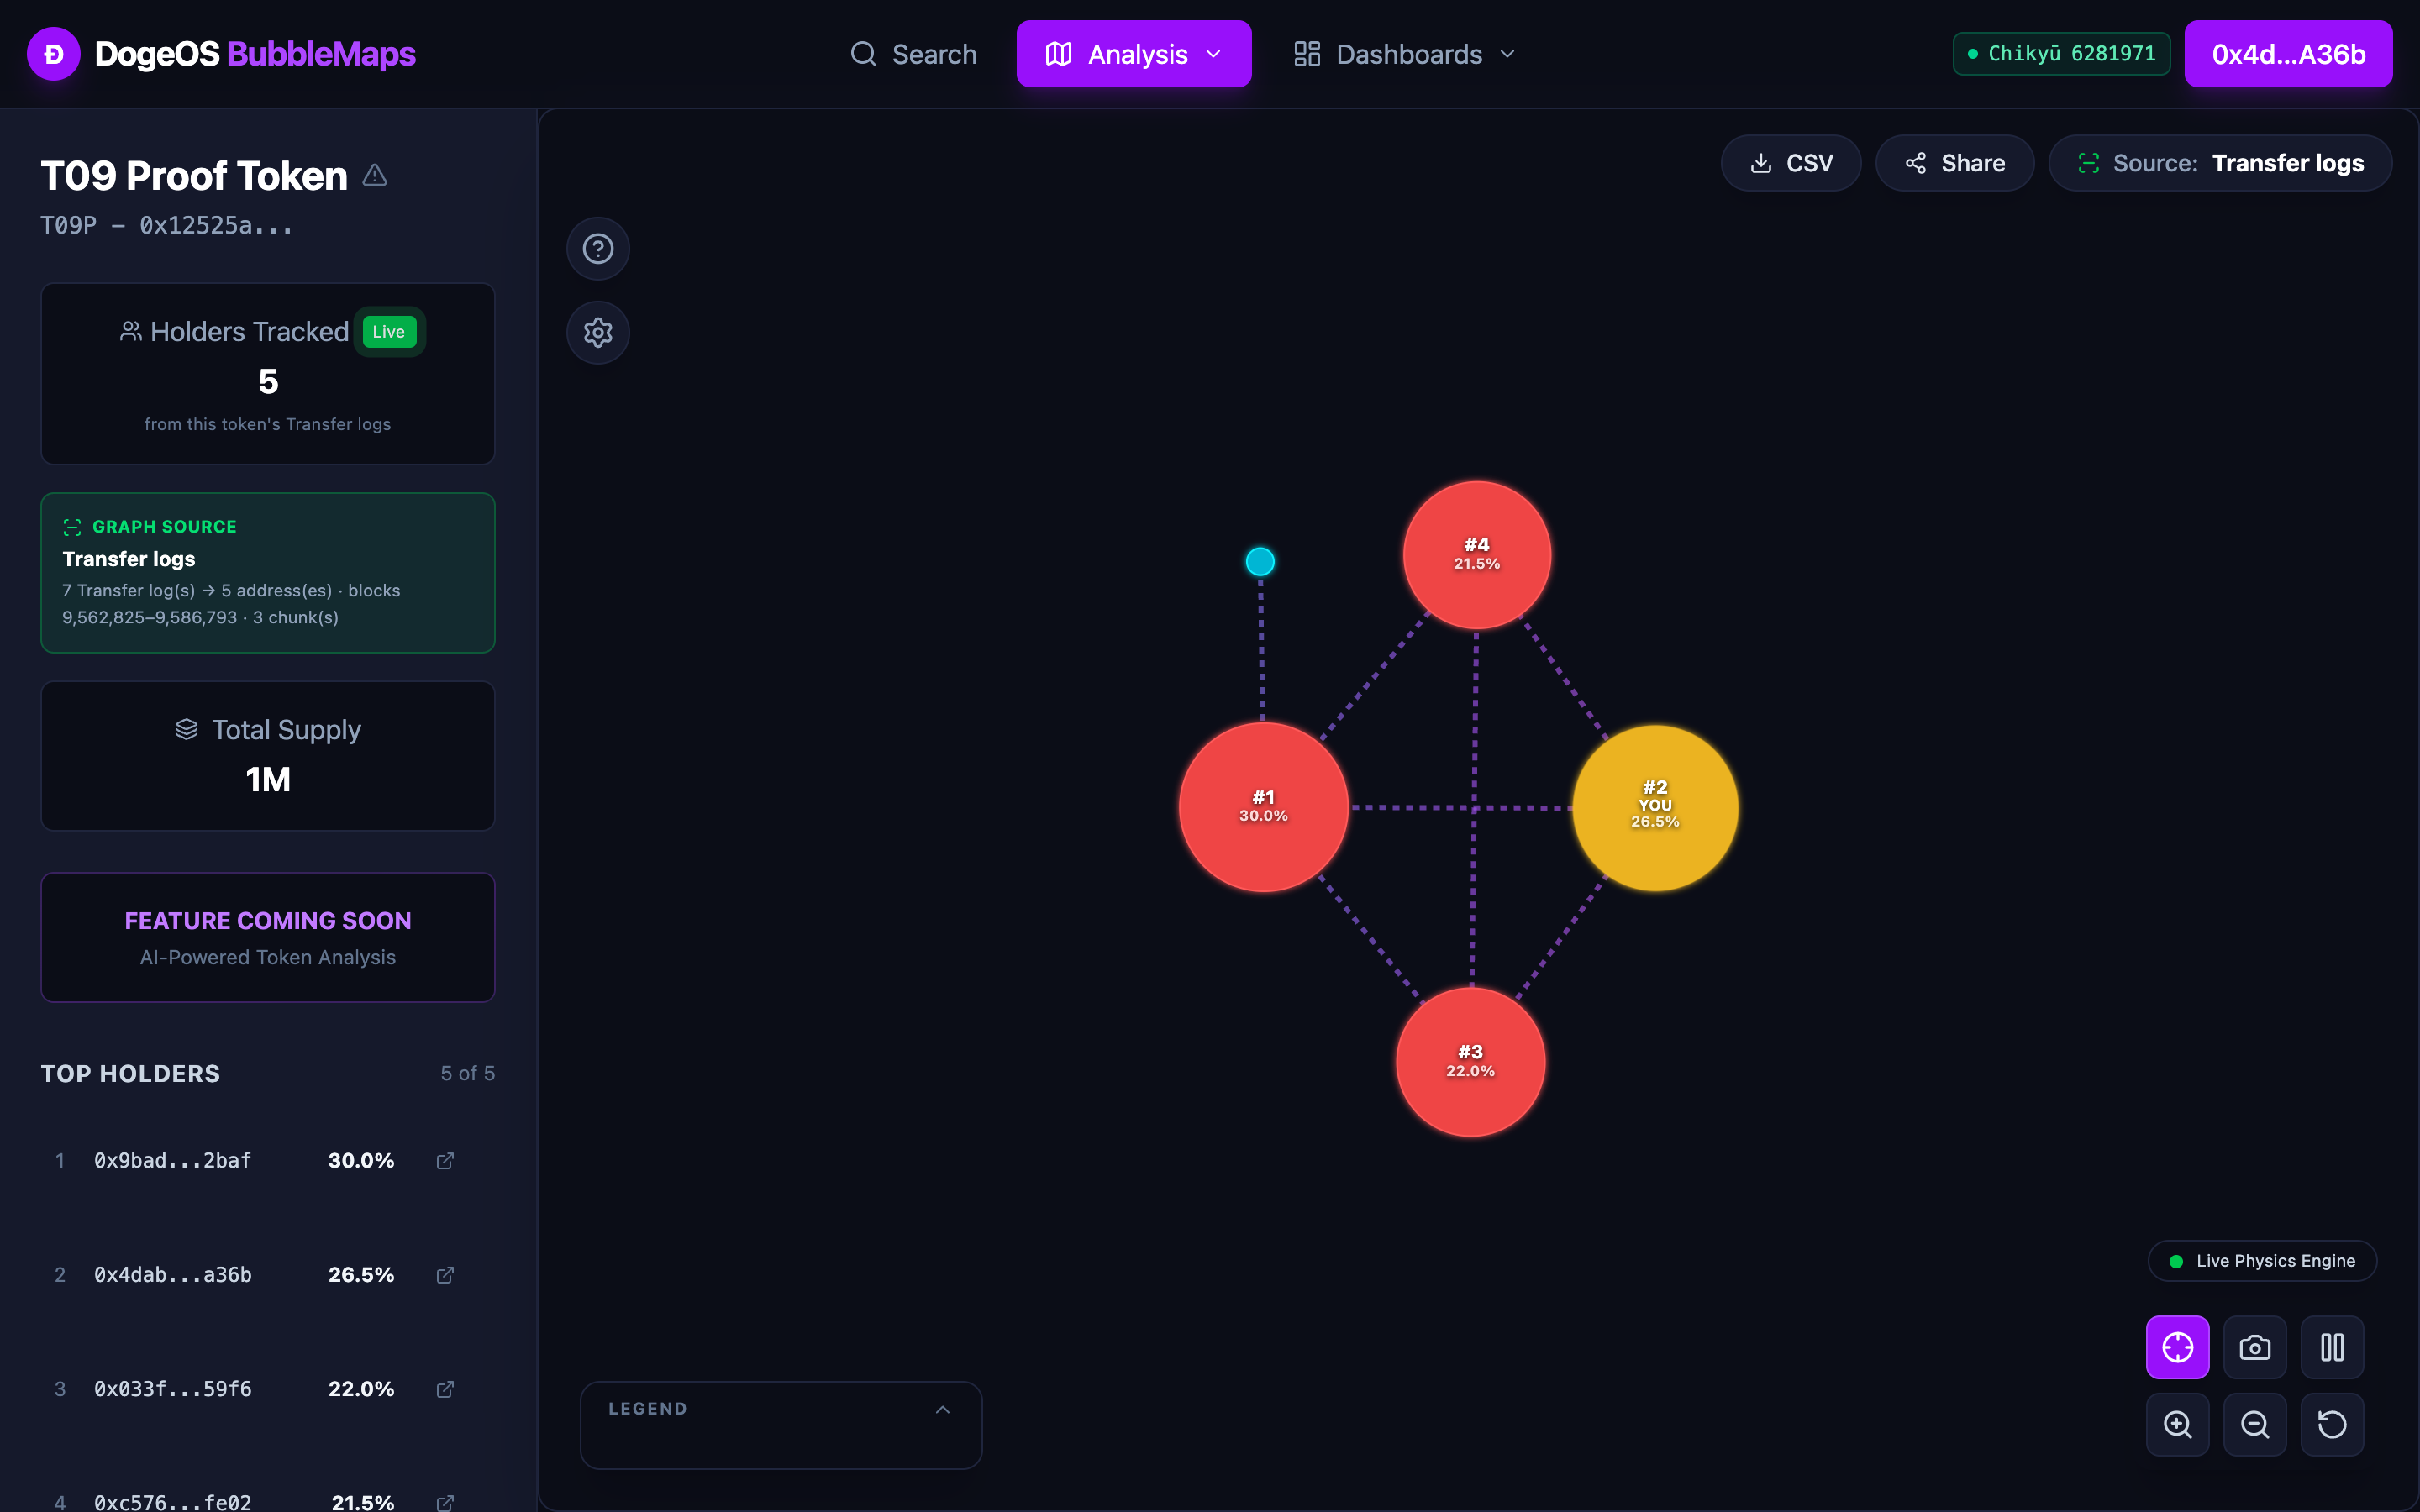 Ð DogeOS BubbleMaps
Search
Analysis
Dashboards
Chikyū 6281971
0x4d...A36b
T09 Proof Token
T09P – 0x12525a...
Holders Tracked Live
5
from this token's Transfer logs
GRAPH SOURCE
Transfer logs
7 Transfer log(s) → 5 address(es) · blocks
9,562,825–9,586,793 · 3 chunk(s)
Total Supply
1M
FEATURE COMING SOON
AI-Powered Token Analysis
TOP HOLDERS 5 of 5
1 0x9bad...2baf 30.0%
2 0x4dab...a36b 26.5%
3 0x033f...59f6 22.0%
4 0xc576...fe02 21.5%
CSV
Share
Source: Transfer logs
#4
21.5%
#1
30.0%
#2
YOU
26.5%
#3
22.0%
Live Physics Engine
LEGEND